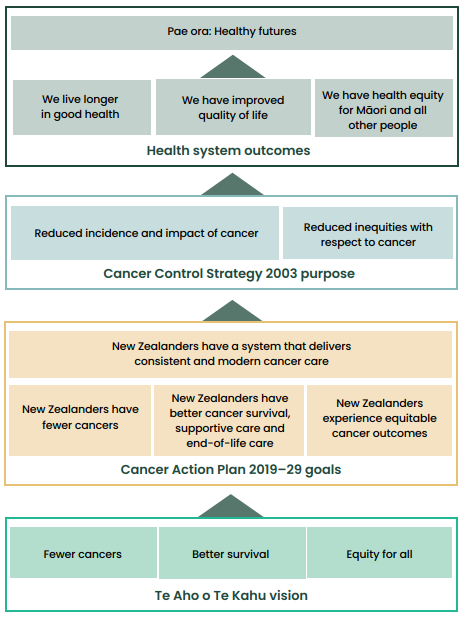 Pae ora: Healthy futures
We live longer
in good health
We have improved
quality of life
We have health equity
for Māori and all
other people
Health system outcomes
Reduced incidence and impact of cancer
Reduced inequities with
respect to cancer
Cancer Control Strategy 2003 purpose
New Zealanders have a system that delivers
consistent and modern cancer care
New Zealanders have
fewer cancers
New Zealanders have
better cancer survival,
supportive care and
end-of-life care
New Zealanders
experience equitable
cancer outcomes
Cancer Action Plan 2019–29 goals
Fewer cancers
Better survival
Equity for all
Te Aho o Te Kahu vision